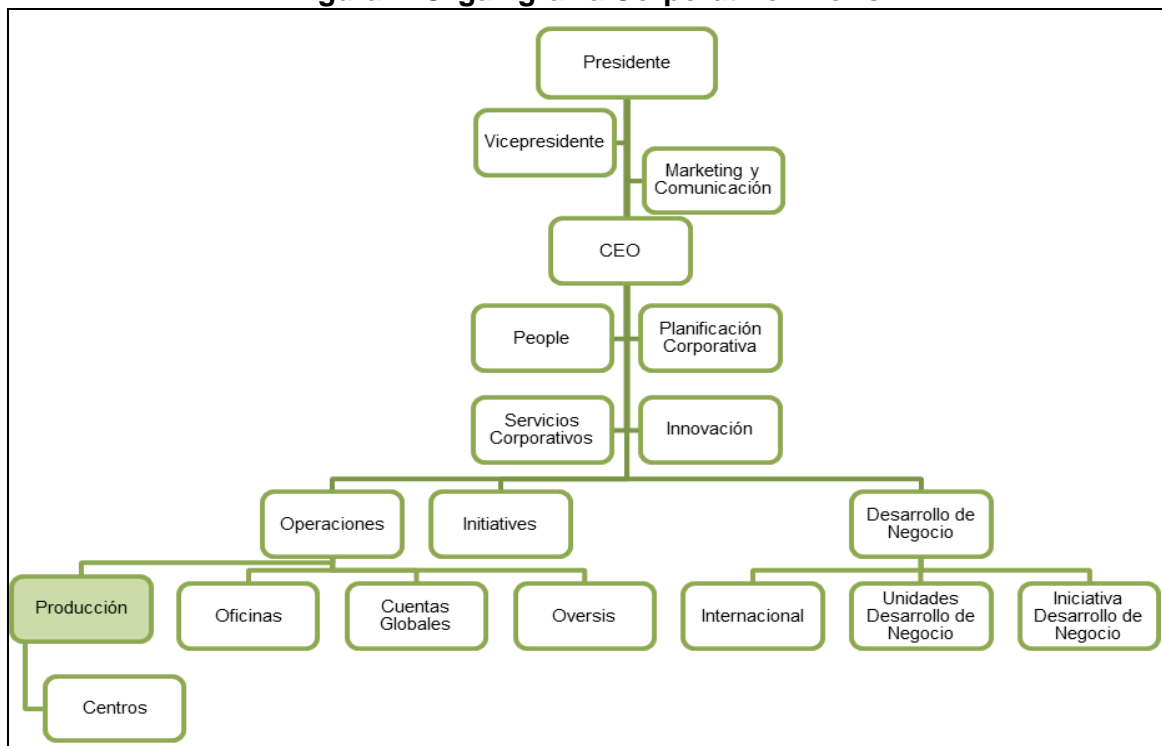 Presidente
Vicepresidente
Marketing y
Comunicación
CEO
People
Planificación
Corporativa
Servicios
Corporativos
Innovación
Operaciones
Initiatives
Desarrollo de
Negocio
Producción
Oficinas
Cuentas
Globales
Oversis
Internacional
Unidades
Desarrollo de
Negocio
Iniciativa
Desarrollo de
Negocio
Centros